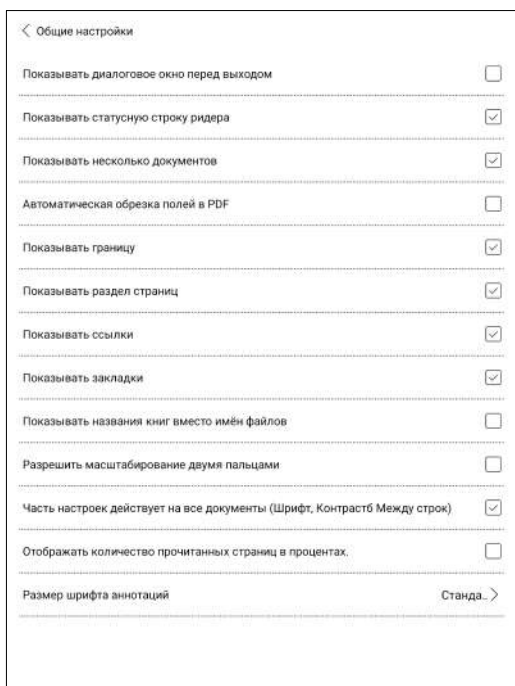 Общие настройки
Показывать диалоговое окно перед выходом
Показывать статусную строку ридера
Показывать несколько документов
Автоматическая обрезка полей в PDF
Показывать границу
Показывать раздел страниц
Показывать ссылки
Показывать закладки
Показывать названия книг вместо имён файлов
Разрешить масштабирование двумя пальцами
Часть настроек действует на все документы (Шрифт, Контрастб Между строк)
Отображать количество прочитанных страниц в процентах.
Размер шрифта аннотаций Станда..